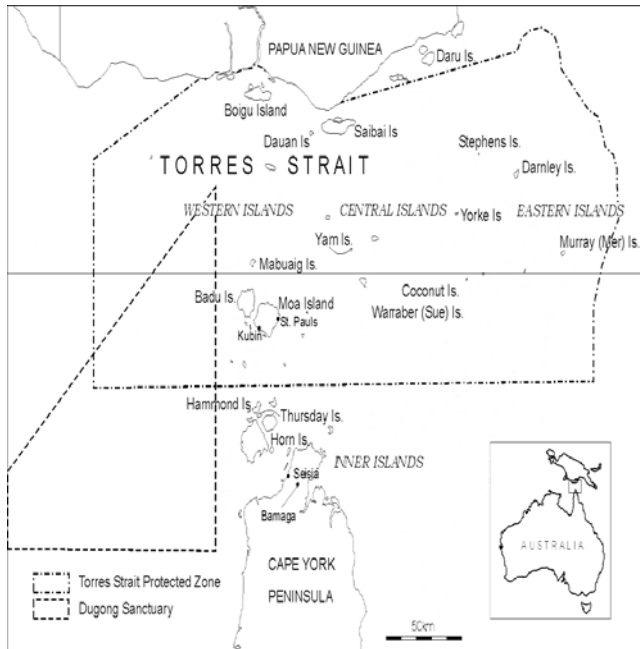 PAPUA NEW GUINEA
Daru Is.
Boigu Island
Dauan Is
Saibai Is
Stephens Is.
Darnley Is.
TORRES STRAIT
WESTERN ISLANDS
CENTRAL ISLANDS
Yorke Is
EASTERN ISLANDS
Yam Is.
Murray (Mer) Is.
Mabuaig Is.
Badu Is.
Moa Island
St. Pauls
Kubin
Coconut Is.
Warraber (Sue) Is.
Hammond Is.
Thursday Is.
Horn Is.
INNER ISLANDS
Seisia
Bamaga
CAPE YORK
PENINSULA
AUSTRALIA
Torres Strait Protected Zone
Dugong Sanctuary
50km